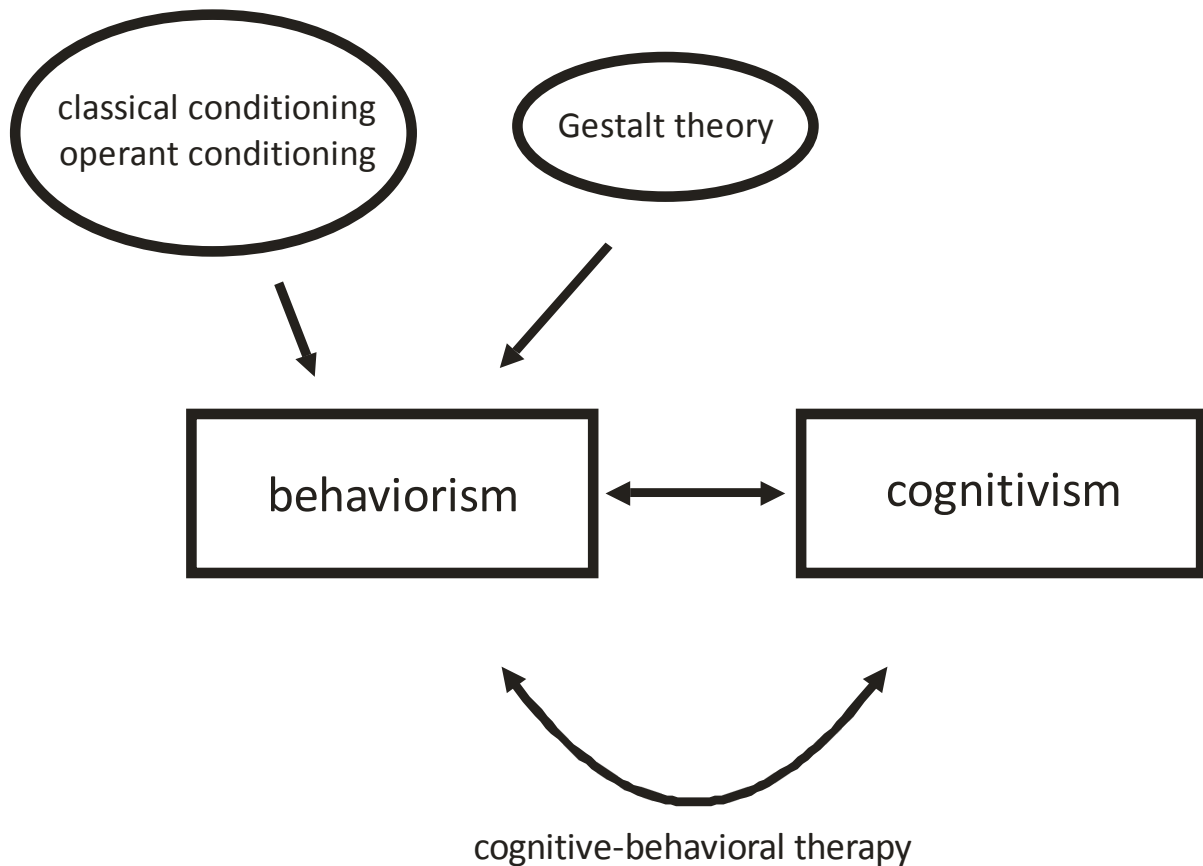 classical conditioning
operant conditioning
Gestalt theory
behaviorism
cognitivism
cognitive-behavioral therapy